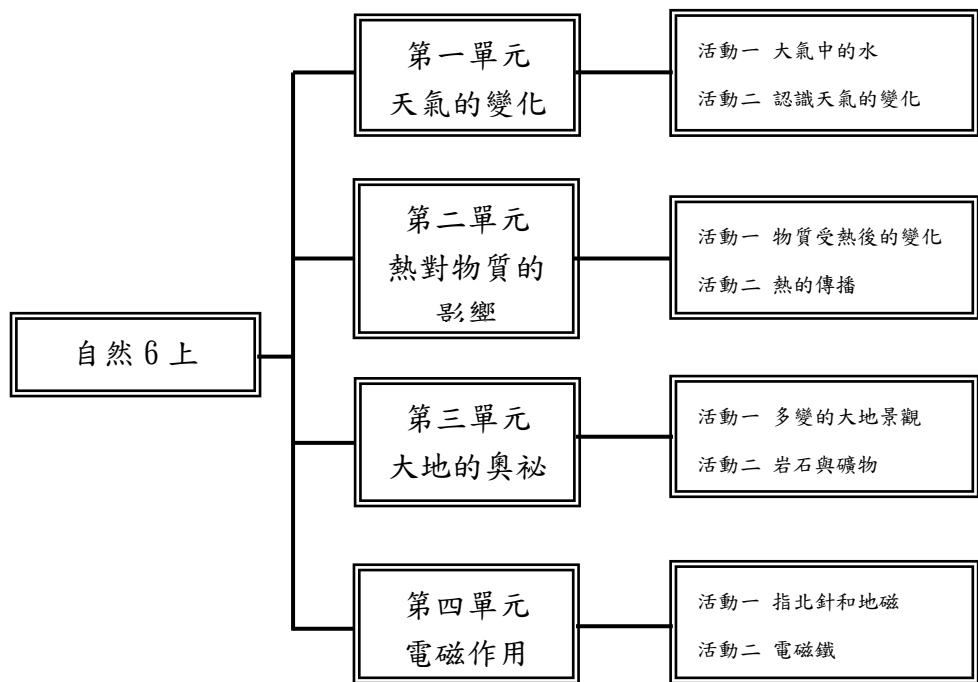 自然 6 上
第一單元
天氣的變化
活動一 大氣中的水
活動二 認識天氣的變化
第二單元
熱對物質的
影響
活動一 物質受熱後的變化
活動二 熱的傳播
第三單元
大地的奧祕
活動一 多變的大地景觀
活動二 岩石與礦物
第四單元
電磁作用
活動一 指北針和地磁
活動二 電磁鐵